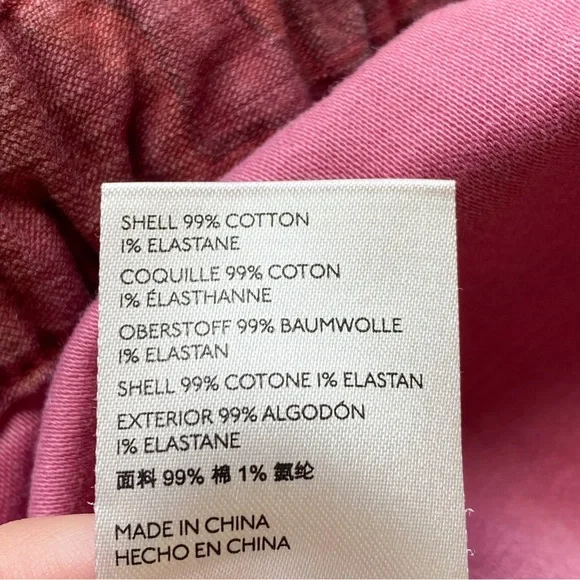 SHELL 99% COTTON
1% ELASTANE
COQUILLE 99% COTON
1% ÉLASTHANNE
OBERSTOFF 99% BAUMWOLLE
1% ELASTAN
SHELL 99% COTONE 1% ELASTAN
EXTERIOR 99% ALGODÓN
1% ELASTANE
面料 99% 棉 1% 氨纶
MADE IN CHINA
HECHO EN CHINA